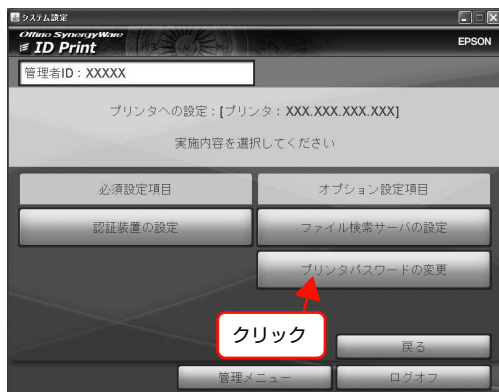 システム設定
Offirio SynergyWare
ID Print
EPSON
管理者ID：XXXXX
プリンタへの設定：[プリンタ：XXX.XXX.XXX.XXX]
実施内容を選択してください
必須設定項目
オプション設定項目
認証装置の設定
ファイル検索サーバの設定
プリンタパスワードの変更
クリック
戻る
管理メニュー
ログオフ